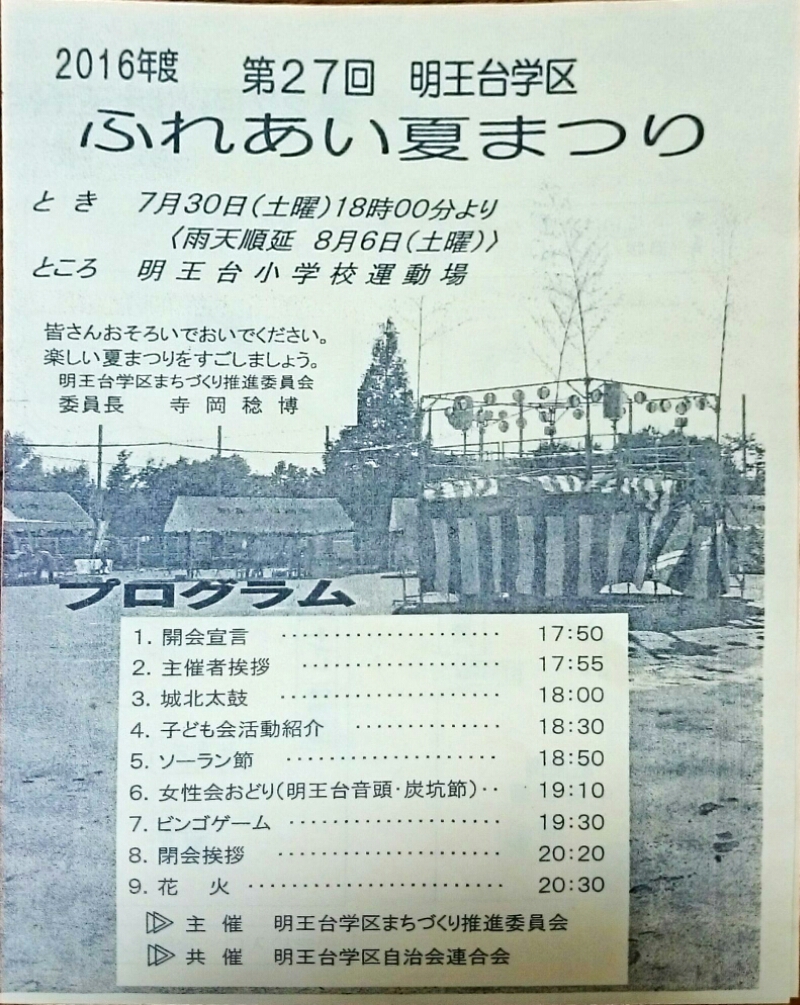 2016年度 第27回 明王台学区
ふれあい夏まつり
とき 7月30日(土曜)18時00分より
〈雨天順延 8月6日(土曜)〉
ところ 明王台小学校運動場
皆さんおそろいでおいでください。
楽しい夏まつりをすごしましょう。
明王台学区まちづくり推進委員会
委員長 寺岡稔博
プログラム
1. 開会宣言 ・・・・・・・・・・・・・・・・・・・・ 17:50
2. 主催者挨拶 ・・・・・・・・・・・・・・・・・・ 17:55
3. 城北太鼓 ・・・・・・・・・・・・・・・・・・・・ 18:00
4. 子ども会活動紹介 ・・・・・・・・・・・・・ 18:30
5. ソーラン節 ・・・・・・・・・・・・・・・・・ 18:50
6. 女性会おどり(明王台音頭・炭坑節)・・ 19:10
7. ビンゴゲーム ・・・・・・・・・・・・・・・・・・・ 19:30
8. 閉会挨拶 ・・・・・・・・・・・・・・・・・・・・ 20:20
9. 花 火 ・・・・・・・・・・・・・・・・・・・・・・・ 20:30
主 催 明王台学区まちづくり推進委員会
共 催 明王台学区自治会連合会